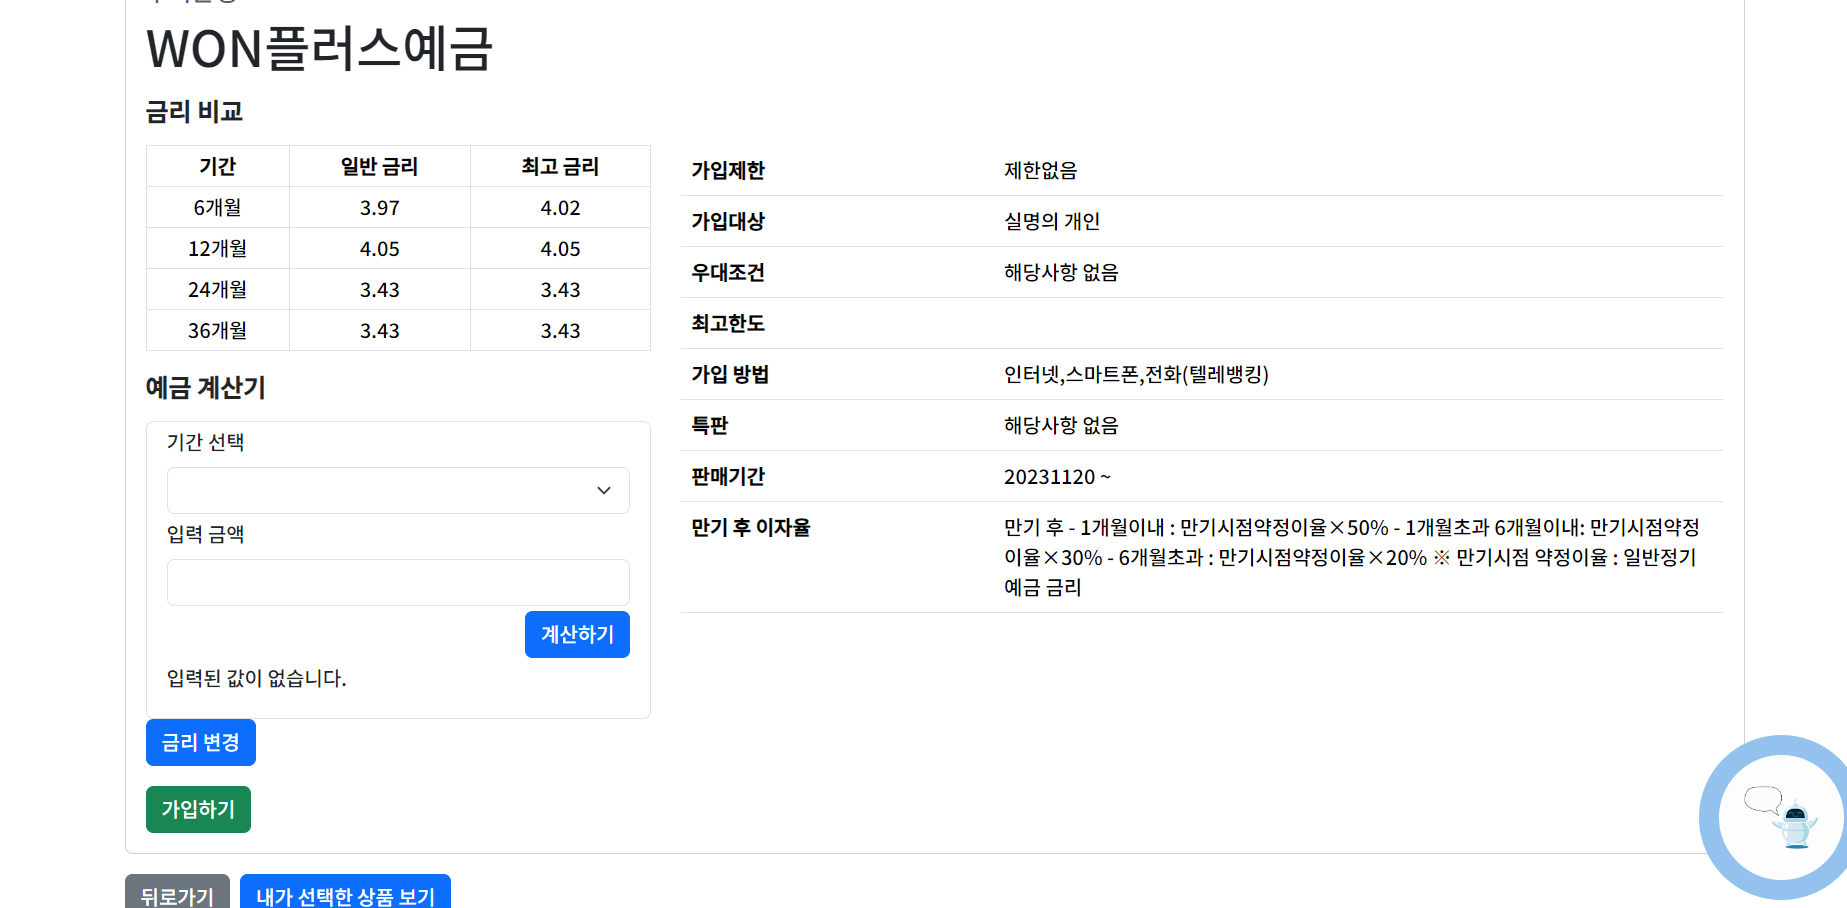 WON플러스예금
금리 비교
기간 일반 금리 최고 금리
6개월 3.97 4.02
12개월 4.05 4.05
24개월 3.43 3.43
36개월 3.43 3.43
예금 계산기
기간 선택
입력 금액
계산하기
입력된 값이 없습니다.
금리 변경
가입하기
가입제한 제한없음
가입대상 실명의 개인
우대조건 해당사항 없음
최고한도
가입 방법 인터넷,스마트폰,전화(텔레뱅킹)
특판 해당사항 없음
판매기간 20231120 ~
만기 후 이자율 만기 후 - 1개월이내 : 만기시점약정이율×50% - 1개월초과 6개월이내: 만기시점약정
이율×30% - 6개월초과 : 만기시점약정이율×20% ※ 만기시점 약정이율 : 일반정기
예금 금리
뒤로가기 내가 선택한 상품 보기